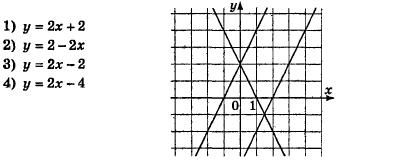 1) y = 2x + 2
2) y = 2 – 2x
3) y = 2x – 2
4) y = 2x – 4
y
x
0 1